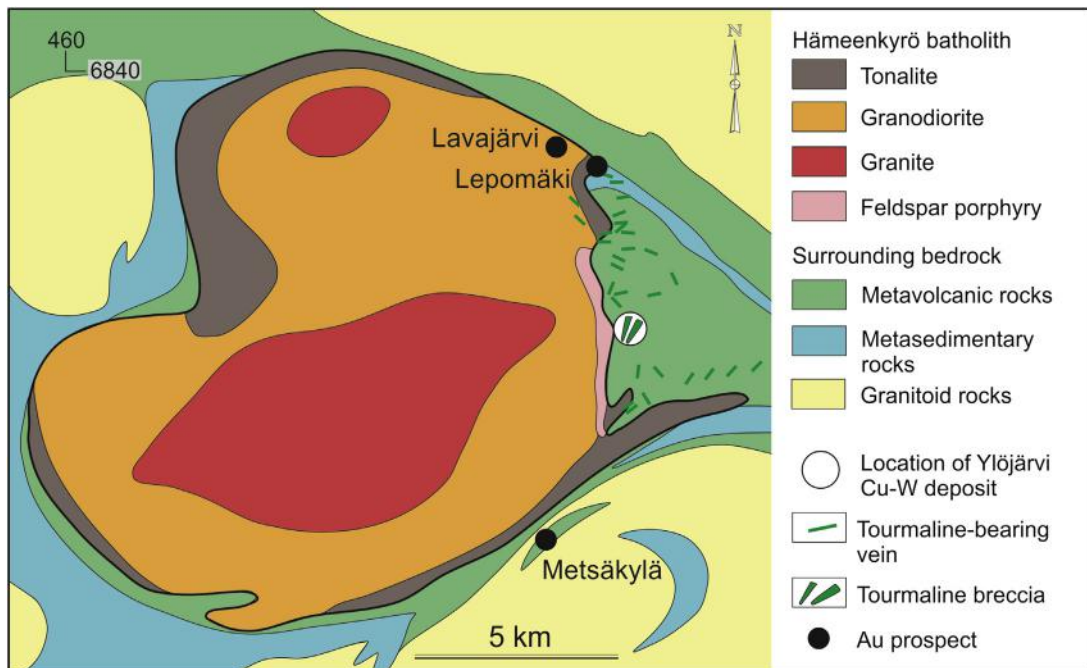 460
6840
N
Lavajärvi
Lepomäki
Metsäkylä
5 km
Hämeenkyrö batholith
Tonalite
Granodiorite
Granite
Feldspar porphyry
Surrounding bedrock
Metavolcanic rocks
Metasedimentary
rocks
Granitoid rocks
Location of Ylöjärvi
Cu-W deposit
Tourmaline-bearing
vein
Tourmaline breccia
Au prospect